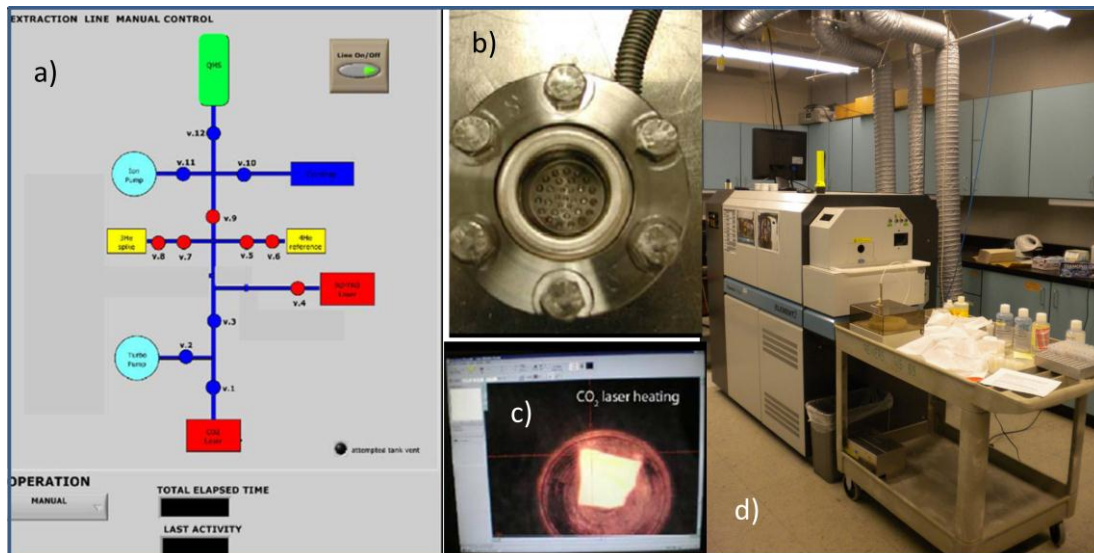 EXTRACTION LINE MANUAL CONTROL
a)
Line On/Off
QMS
v.12
v.11
v.10
Ion
Pump
v.9
3He
spike
v.8
v.7
v.5
v.6
4He
reference
v.4
Laser
v.3
v.2
Turbo
Pump
v.1
CO2
Laser
attempted tank vent
OPERATION
MANUAL
TOTAL ELAPSED TIME
LAST ACTIVITY
b)
c)
CO2 laser heating
d)